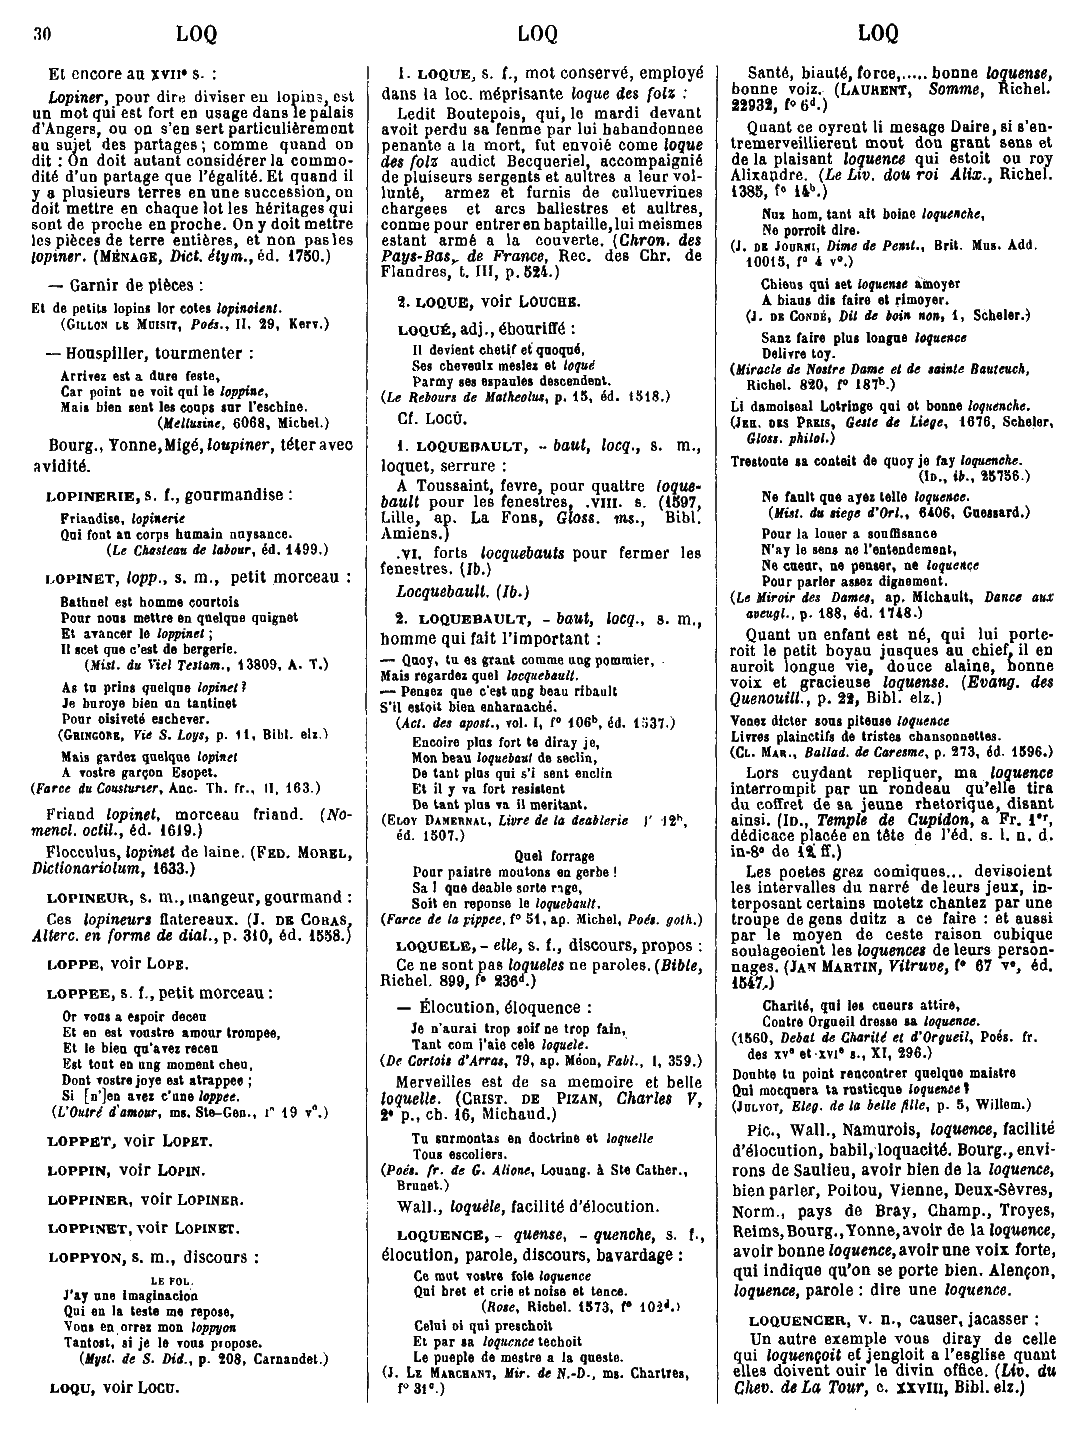 30 LOQ LOQ LOQ
Et encore au XVIIe s. :
Lopiner, pour dire diviser en lopins, est
un mot qui est fort en usage dans le palais
d'Angers, ou on s'en sert particulièrement
au sujet des partages; comme quand on
dit : On doit autant considérer la commo-
dité d'un partage que l'égalité. Et quand il
y a plusieurs terres en une succession, on
doit mettre en chaque lot les héritages qui
sont de proche en proche. On y doit mettre
les pièces de terre entières, et non pas les
lopiner. (MÉNAGE, Dict. étym., éd. 1750.)
— Garnir de pièces :
Et de petits lopins lor cotes lopinoient.
(GILLON LE MUISIT, Poés., II, 29, Kerv.)
— Houspiller, tourmenter :
Arrivez est a dure feste,
Car point ne voit qui le loppine,
Mais bien sent les coups sur l'eschine.
(Mellusine, 6068, Michel.)
Bourg., Yonne, Migé, loupiner, téter avec
avidité.
LOPINERIE, s. f., gourmandise :
Friandise, lopinerie
Qui font au corps humain nuysance.
(Le Chasteau de labour, éd. 1499.)
LOPINET, lopp., s. m., petit morceau :
Bathuel est homme courtois
Pour nous mettre en quelque quignet
Et avancer le loppinet ;
Il scet que c'est de bergerie.
(Mist. du Viel Testam., 13809, A. T.)
As tu prins quelque lopinet?
Je buroye bien un tantinet
Pour oisiveté eschever.
(GRINGORE, Vie S. Loys, p. 11, Bibl. elz.)
Mais gardez quelque lopinet
A vostre garçon Esopet.
(Farce du Cousturier, Anc. Th. fr., II, 163.)
Friand lopinet, morceau friand. (No-
mencl. octil., éd. 1619.)
Flocculus, lopinet de laine. (FED. MOREL,
Dictionariolum, 1633.)
LOPINEUR, s. m., mangeur, gourmand :
Ces lopineurs flatereaux. (J. DE CORAS,
Alterc. en forme de dial., p. 310, éd. 1558.)
LOPPE, voir LOPE.
LOPPEE, s. f., petit morceau :
Or vous a espoir deceu
Et en est vonstre amour trompee,
Et le bien qu'avez receu
Est tout en ung moment cheu,
Dont vostre joye est atrappee ;
Si [n']en avez c'une loppee.
(L'Outré d'amour, ms. Ste-Gen., f° 19 v°.)
LOPPET, voir LOPET.
LOPPIN, voir LOPIN.
LOPPINER, voir LOPINER.
LOPPINET, voir LOPINET.
LOPPYON, s. m., discours :
LE FOL.
J'ay une imaginacion
Qui en la teste me repose,
Vous en orrez mon loppyon
Tantost, si je le vous propose.
(Myst. de S. Did., p. 208, Carnandet.)
LOQU, voir LOCU.
1. LOQUE, s. f., mot conservé, employé
dans la loc. méprisante loque des folz :
Ledit Boutepois, qui, le mardi devant
avoit perdu sa fenme par lui habandonnee
penante a la mort, fut envoié come loque
des folz audict Becqueriel, accompaignié
de pluiseurs sergents et aultres a leur vol-
lunté, armez et furnis de culluevrines
chargees et arcs ballestres et aultres,
conme pour entrer en baptaille, lui meismes
estant armé a la couverte. (Chron. des
Pays-Bas, de France, Rec. des Chr. de
Flandres, t. III, p. 524.)
2. LOQUE, voir LOUCHE.
LOQUÉ, adj., ébouriffé :
Il devient chetif et quoqué,
Ses cheveulx meslez et loqué
Parmy ses espaules descendent.
(Le Rebours de Matheolus, p. 15, éd. 1518.)
Cf. LOCÛ.
1. LOQUEBAULT, - baut, locq., s. m.,
loquet, serrure :
A Toussaint, fevre, pour quattre loque-
bault pour les fenestres, .VIII. s. (1597,
Lille, ap. La Fons, Gloss. ms., Bibl.
Amiens.)
.VI. forts locquebauts pour fermer les
fenestres. (Ib.)
Locquebault. (Ib.)
2. LOQUEBAULT, - baut, locq., s. m.,
homme qui fait l'important :
— Quoy, tu es grant comme ung pommier,
Mais regardez quel locquebault.
— Pensez que c'est ung beau ribault
S'il estoit bien enharnaché.
(Act. des apost., vol. I, f° 106b, éd. 1537.)
Encoire plus fort te diray je,
Mon beau loquebaut de seclin,
De tant plus qui s'i sent enclin
Et il y va fort resistent
De tant plus va il meritant.
(ELOY DAMERNAL, Livre de la deablerie f° 12b,
éd. 1507.)
Quel forrage
Pour paistre moutons en gerbe !
Sa ! que deable sorte rage,
Soit en reponse le loquebault.
(Farce de la pippee, f° 51, ap. Michel, Poés. goth.)
LOQUELE, - elle, s. f., discours, propos :
Ce ne sont pas loqueles ne paroles. (Bible,
Richel. 899, f° 236d.)
— Élocution, éloquence :
Je n'aurai trop soif ne trop fain,
Tant com j'aie cele loquele.
(De Cortois d'Arras, 79, ap. Méon, Fabl., I, 359.)
Merveilles est de sa memoire et belle
loquelle. (CRIST. DE PIZAN, Charles V,
2e p., ch. 16, Michaud.)
Tu surmontas en doctrine et loquelle
Tous escoliers.
(Poés. fr. de G. Alione, Louang. à Ste Cather.,
Brunet.)
Wall., loquèle, facilité d'élocution.
LOQUENCE, - quense, - quenche, s. f.,
élocution, parole, discours, bavardage :
Ce mut vostre fole loquence
Qui bret et crie et noise et tence.
(Rose, Richel. 1573, f° 102d.)
Celui oi qui preschoit
Et par sa loquence techoit
Le pueple de mestre a la queste.
(J. LE MARCHANT, Mir. de N.-D., ms. Chartres,
f° 31c.)
Santé, biauté, force,..... bonne loquense,
bonne voiz. (LAURENT, Somme, Richel.
22932, f° 6d.)
Quant ce oyrent li mesage Daire, si s'en-
tremerveillierent mout dou grant sens et
de la plaisant loquence qui estoit ou roy
Alixandre. (Le Liv. dou roi Alix., Richel.
1385, f° 14b.)
Nuz hom, tant ait boine loquenche,
Ne porroit dire.
(J. DE JOURNI, Dime de Penit., Brit. Mus. Add.
10015, f° 4 v°.)
Chieus qui set loquense amoyer
A biaus dis faire et rimoyer.
(J. DE CONDÉ, Dit de boin non, 1, Scheler.)
Sanz faire plus longue loquence
Delivre toy.
(Miracle de Nostre Dame et de sainte Bauteuch,
Richel. 820, f° 187b.)
Li damoiseal Lotringe qui ot bonne loquenche.
(JEH. DES PREIS, Geste de Liege, 1676, Scheler,
Gloss. philol.)
Trestoute sa conteit de quoy je fay loquenche.
(ID., ib., 25756.)
Ne fault que ayez telle loquence.
(Mist. du siege d'Orl., 6406, Guessard.)
Pour la louer a souffisance
N'ay le sens ne l'entendement,
Ne cueur, ne penser, ne loquence
Pour parler assez dignement.
(Le Miroir des Dames, ap. Michault, Dance aux
aveugl., p. 188, éd. 1748.)
Quant un enfant est né, qui lui porte-
roit le petit boyau jusques au chief, il en
auroit longue vie, douce alaine, bonne
voix et gracieuse loquense. (Evang. des
Quenouill., p. 22, Bibl. elz.)
Venez dicter sous piteuse loquence
Livres plainctifs de tristes chansonnettes.
(CL. MAR., Ballad. de Caresme, p. 273, éd. 1596.)
Lors cuydant repliquer, ma loquence
interrompit par un rondeau qu'elle tira
du coffret de sa jeune rhetorique, disant
ainsi. (ID., Temple de Cupidon, a Fr. Ier,
dédicace placée en tête de l'éd. s. l. n. d.
in-8° de 12 ff.)
Les poetes grez comiques... devisoient
les intervalles du narré de leurs jeux, in-
terposant certains motetz chantez par une
troupe de gens duitz a ce faire : et aussi
par le moyen de ceste raison cubique
soulageoient les loquences de leurs person-
nages. (JAN MARTIN, Vitruve, f° 67 v°, éd.
1547.)
Charité, qui les cueurs attire,
Contre Orgueil dresse sa loquence.
(1560, Debat de Charité et d'Orgueil, Poés. fr.
des XVe et XVIe s., XI, 296.)
Doubte tu point rencontrer quelque maistre
Qui mocquera ta rusticque loquence ?
(JULYOT, Eleg. de la belle fille, p. 5, Willem.)
Pic., Wall., Namurois, loquence, facilité
d'élocution, babil, loquacité. Bourg., envi-
rons de Saulieu, avoir bien de la loquence,
bien parler, Poitou, Vienne, Deux-Sèvres,
Norm., pays de Bray, Champ., Troyes,
Reims, Bourg., Yonne, avoir de la loquence,
avoir bonne loquence, avoir une voix forte,
qui indique qu'on se porte bien. Alençon,
loquence, parole : dire une loquence.
LOQUENCER, v. n., causer, jacasser :
Un autre exemple vous diray de celle
qui loquençoit et jengloit a l'esglise quant
elles doivent ouir le divin office. (Liv. du
Chev. de La Tour, c. XXVIII, Bibl. elz.)